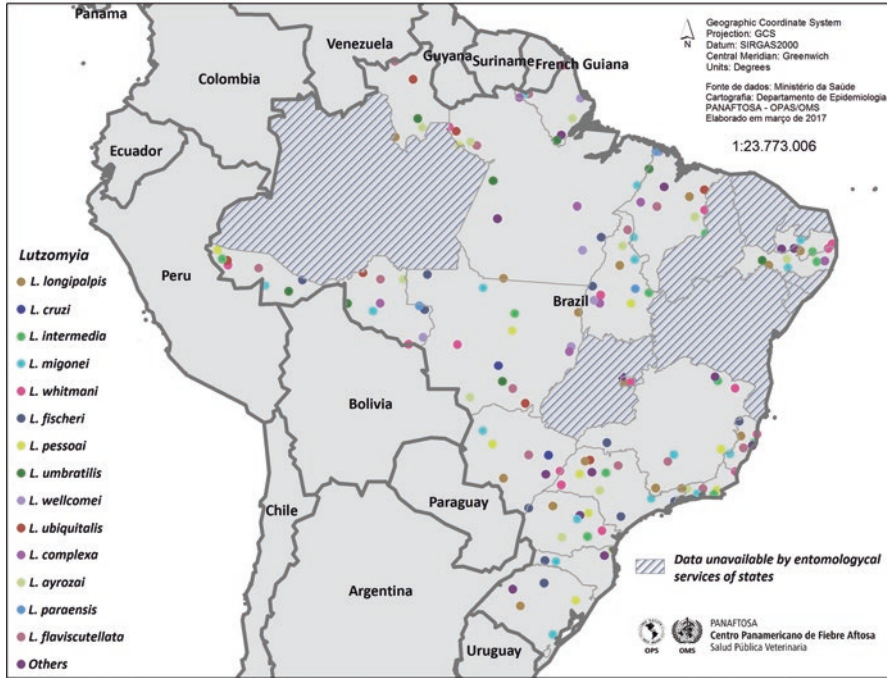 Panama
Venezuela
Guyana
Suriname
French Guiana
Colombia
Ecuador
Peru
Brazil
Bolivia
Paraguay
Chile
Argentina
Uruguay
N
Geographic Coordinate System
Projection: GCS
Datum: SIRGAS2000
Central Meridian: Greenwich
Units: Degrees
Fonte de dados: Ministério da Saúde
Cartografia: Departamento de Epidemiologia
PANAFTOSA - OPAS/OMS
Elaborado em março de 2017
1:23.773.006
Lutzomyia
L. longipalpis
L. cruzi
L. intermedia
L. migonei
L. whitmani
L. fischeri
L. pessoai
L. umbratilis
L. wellcomei
L. ubiquitalis
L. complexa
L. ayrozai
L. paraensis
L. flaviscutellata
Others
Data unavailable by entomologycal
services of states
OPS
OMS
PANAFTOSA
Centro Panamericano de Fiebre Aftosa
Salud Pública Veterinaria